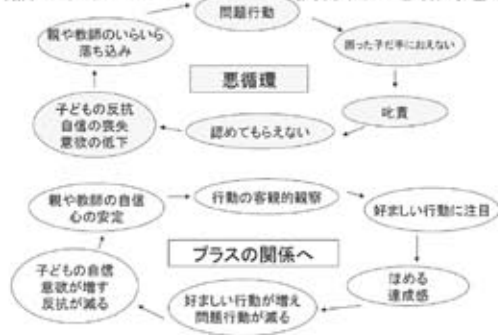 問題行動
親や教師のいらいら
落ち込み
困った子だ手におえない
悪循環
子どもの反抗
自信の喪失
意欲の低下
認めてもらえない
叱責
親や教師の自信
心の安定
行動の客観的観察
好ましい行動に注目
プラスの関係へ
子どもの自信
意欲が増す
反抗が減る
好ましい行動が増え
問題行動が減る
ほめる
達成感